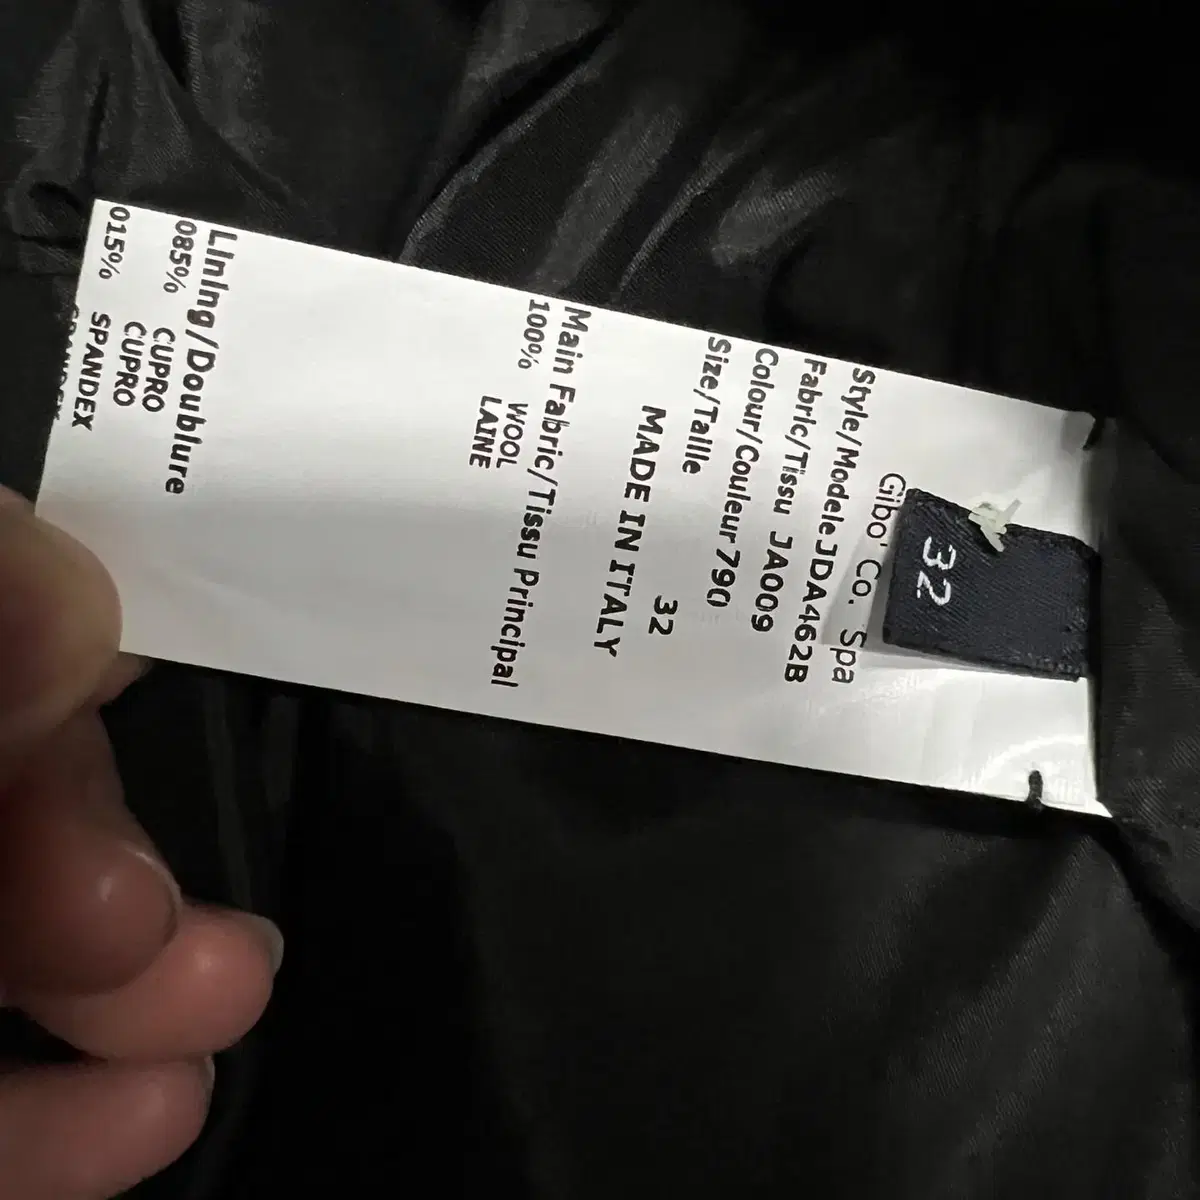 32
Gibo' Co. Spa
Style/Modele JDA462B
Fabric/Tissu JA009
Colour/Couleur 790
Size/Taille 32
MADE IN ITALY
Main Fabric/Tissu Principal
100% WOOL
LAINE
Lining/Doublure
085% CUPRO
CUPRO
015% SPANDEX